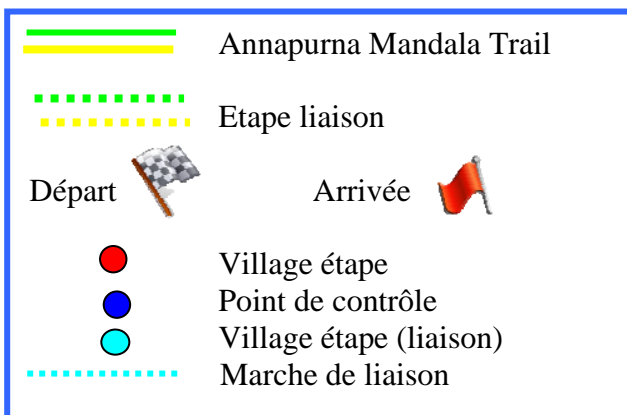 Annapurna Mandala Trail
Etape liaison
Départ Arrivée
Village étape
Point de contrôle
Village étape (liaison)
Marche de liaison